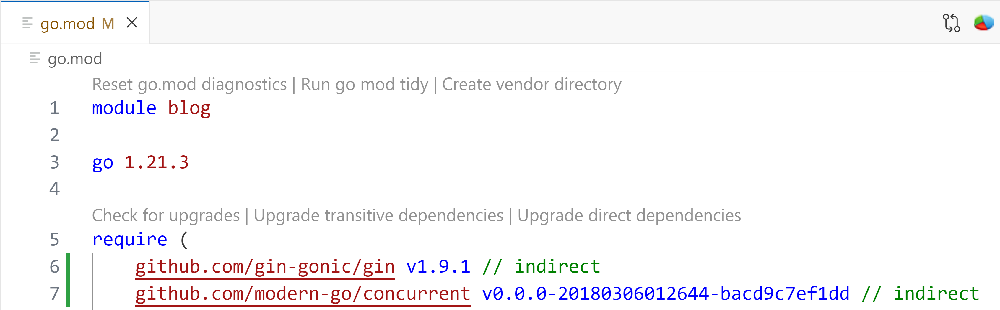 go.mod M
go.mod
Reset go.mod diagnostics | Run go mod tidy | Create vendor directory
1 module blog
2
3 go 1.21.3
4
Check for upgrades | Upgrade transitive dependencies | Upgrade direct dependencies
5 require (
6 github.com/gin-gonic/gin v1.9.1 // indirect
7 github.com/modern-go/concurrent v0.0.0-20180306012644-bacd9c7ef1dd // indirect